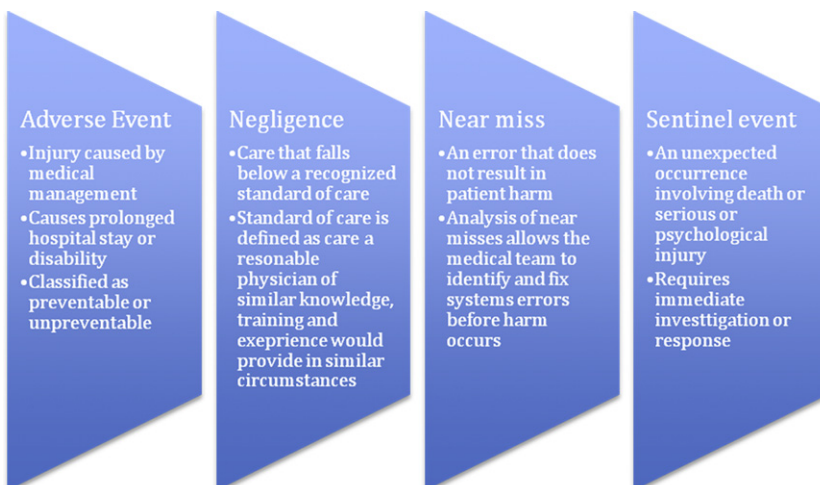 Adverse Event
•Injury caused by
medical
management
•Causes prolonged
hospital stay or
disability
•Classified as
preventable or
unpreventable
Negligence
•Care that falls
below a recognized
standard of care
•Standard of care is
defined as care a
resonable
physician of
similar knowledge,
training and
exeprience would
provide in similar
circumstances
Near miss
•An error that does
not result in
patient harm
•Analysis of near
misses allows the
medical team to
identify and fix
systems errors
before harm
occurs
Sentinel event
•An unexpected
occurrence
involving death or
serious or
psychological
injury
•Requires
immediate
investtigation or
response